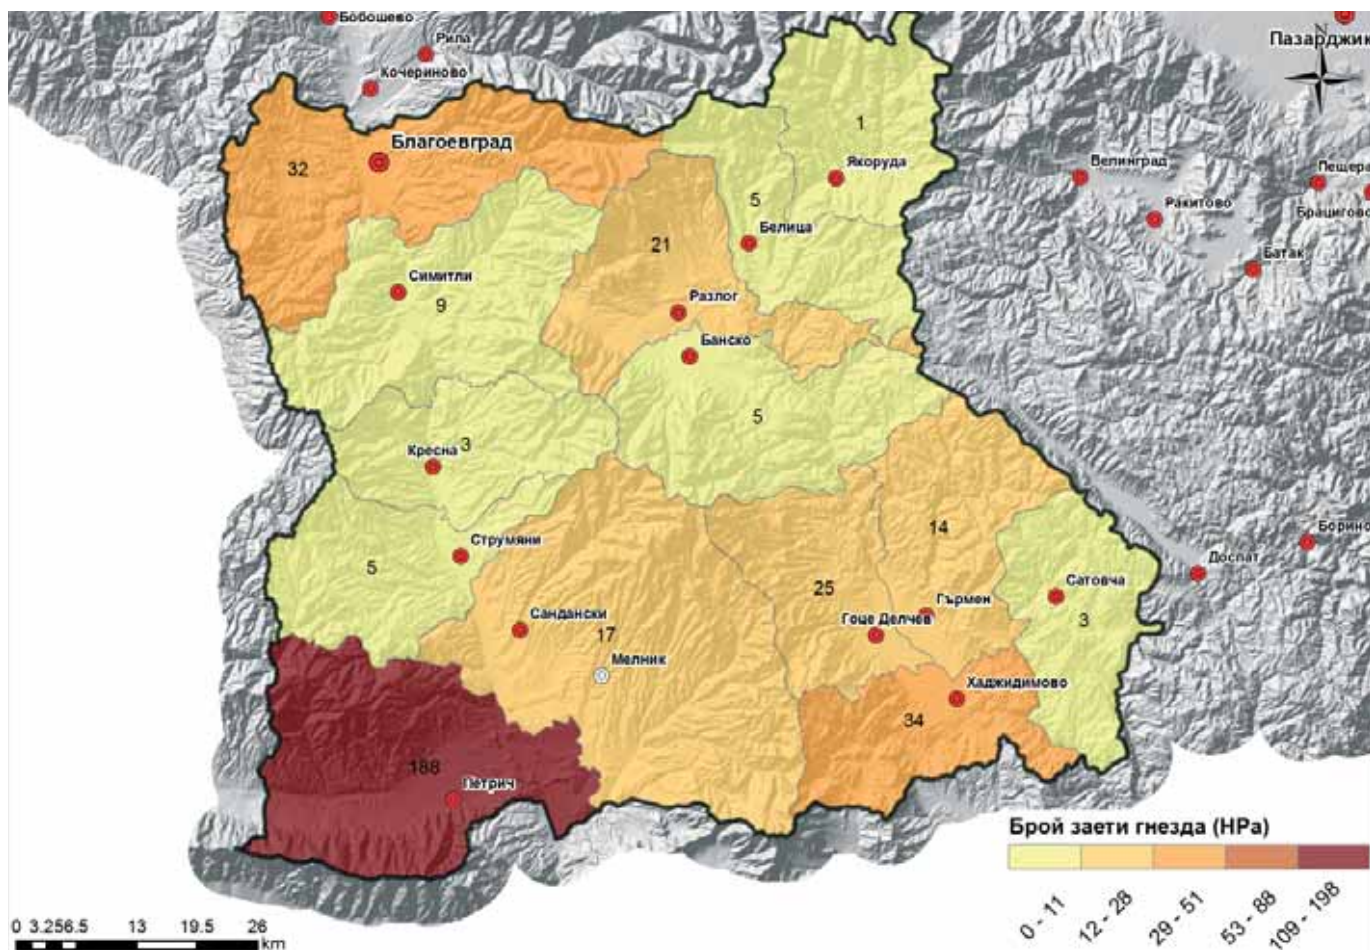 Бобошево
Рила
Кочериново
Пазарджик
N
Благоевград
32
1
Якоруда
Велинград
Пещера
Ракитово
Брацигово
5
Белица
21
Батак
Симитли
9
Разлог
Банско
5
Кресна
3
Струмяни
5
14
Борино
Доспат
25
Сатовча
Гърмен
Гоце Делчев
3
Сандански
17
Мелник
Хаджидимово
34
188
Петрич
Брой заети гнезда (HPa)
0 - 11
12 - 28
29 - 51
53 - 88
109 - 198
0 3.25 6.5 13 19.5 26
km